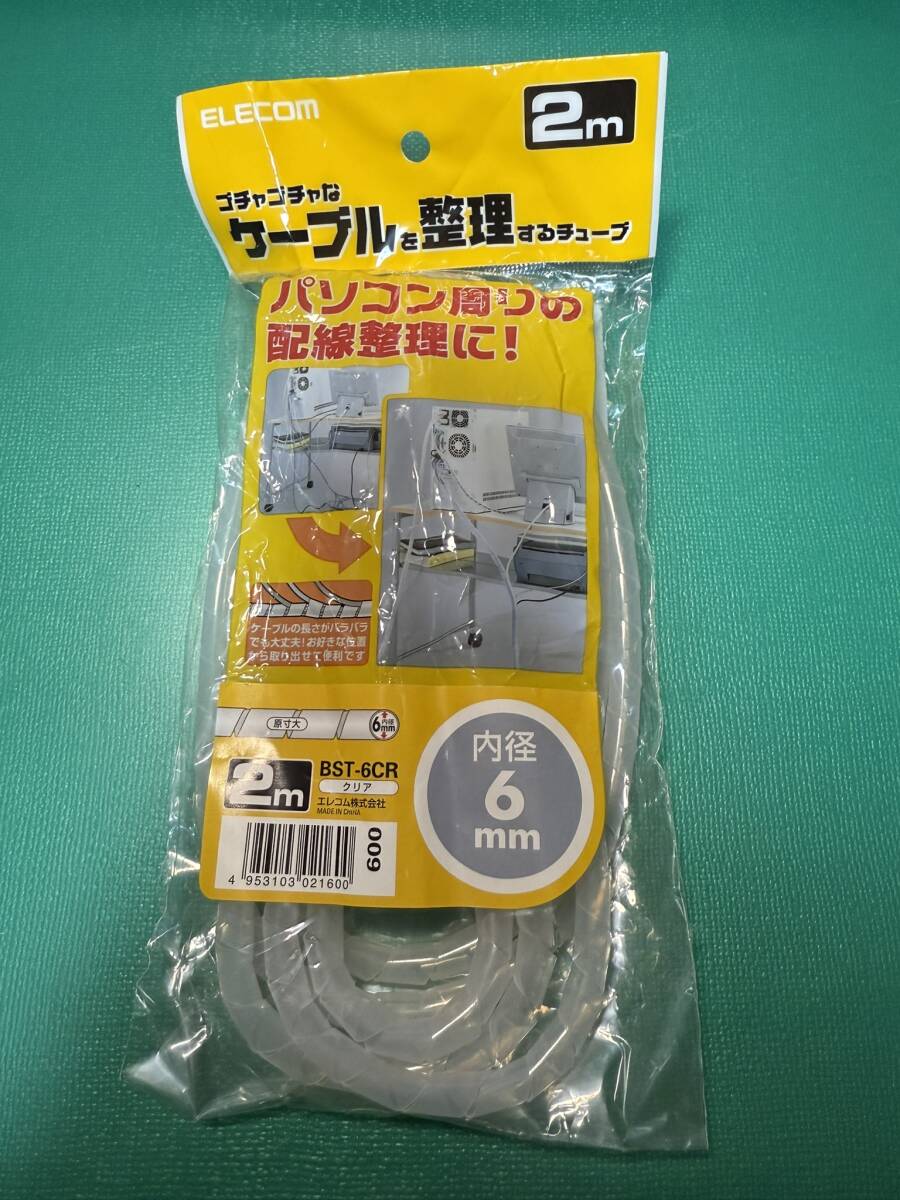 ELECOM
2m
ゴチャゴチャな
ケーブルを整理するチューブ
パソコン周りの
配線整理に!
ケーブルの長さがバラバラ
でも大丈夫!お好きな位置
から取り出せて便利です
原寸大
内径
6mm
内径
6
mm
2m
BST-6CR
クリア
エレコム株式会社
MADE IN CHINA
600
4 953103 021600